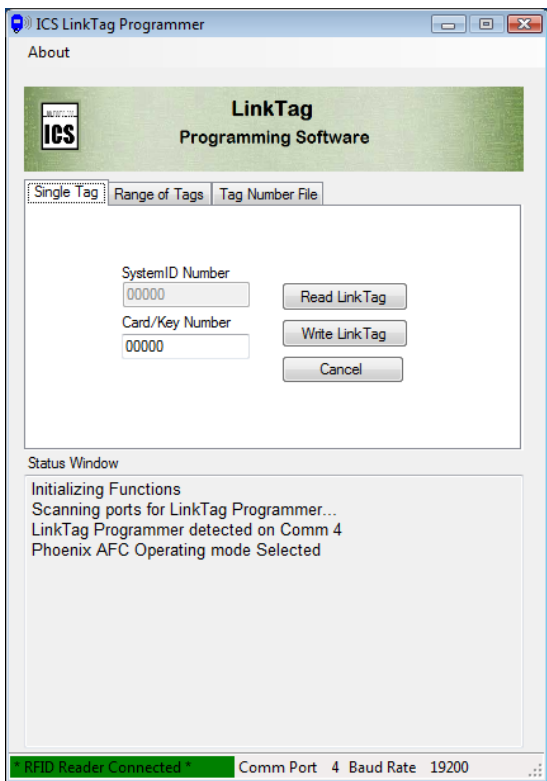 ICS LinkTag Programmer
About
ICS
LinkTag
Programming Software
Single Tag Range of Tags Tag Number File
SystemID Number
00000
Read LinkTag
Card/Key Number
00000
Write LinkTag
Cancel
Status Window
Initializing Functions
Scanning ports for LinkTag Programmer...
LinkTag Programmer detected on Comm 4
Phoenix AFC Operating mode Selected
* RFID Reader Connected * Comm Port 4 Baud Rate 19200